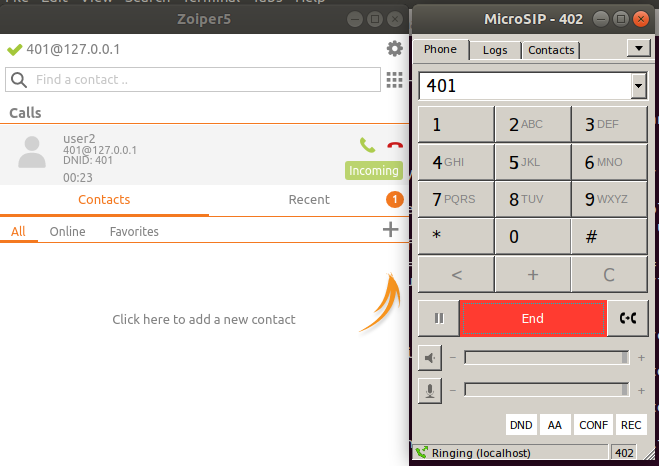 Zoiper5
401@127.0.0.1
Find a contact ..
Calls
user2
401@127.0.0.1
DNID: 401
00:23
Incoming
Contacts
Recent
1
All
Online
Favorites
+
Click here to add a new contact
MicroSIP - 402
Phone
Logs
Contacts
401
1
2 ABC
3 DEF
4 GHI
5 JKL
6 MNO
7 PQRS
8 TUV
9 WXYZ
*
0
#
<
+
C
End
- +
- +
DND
AA
CONF
REC
Ringing (localhost)
402